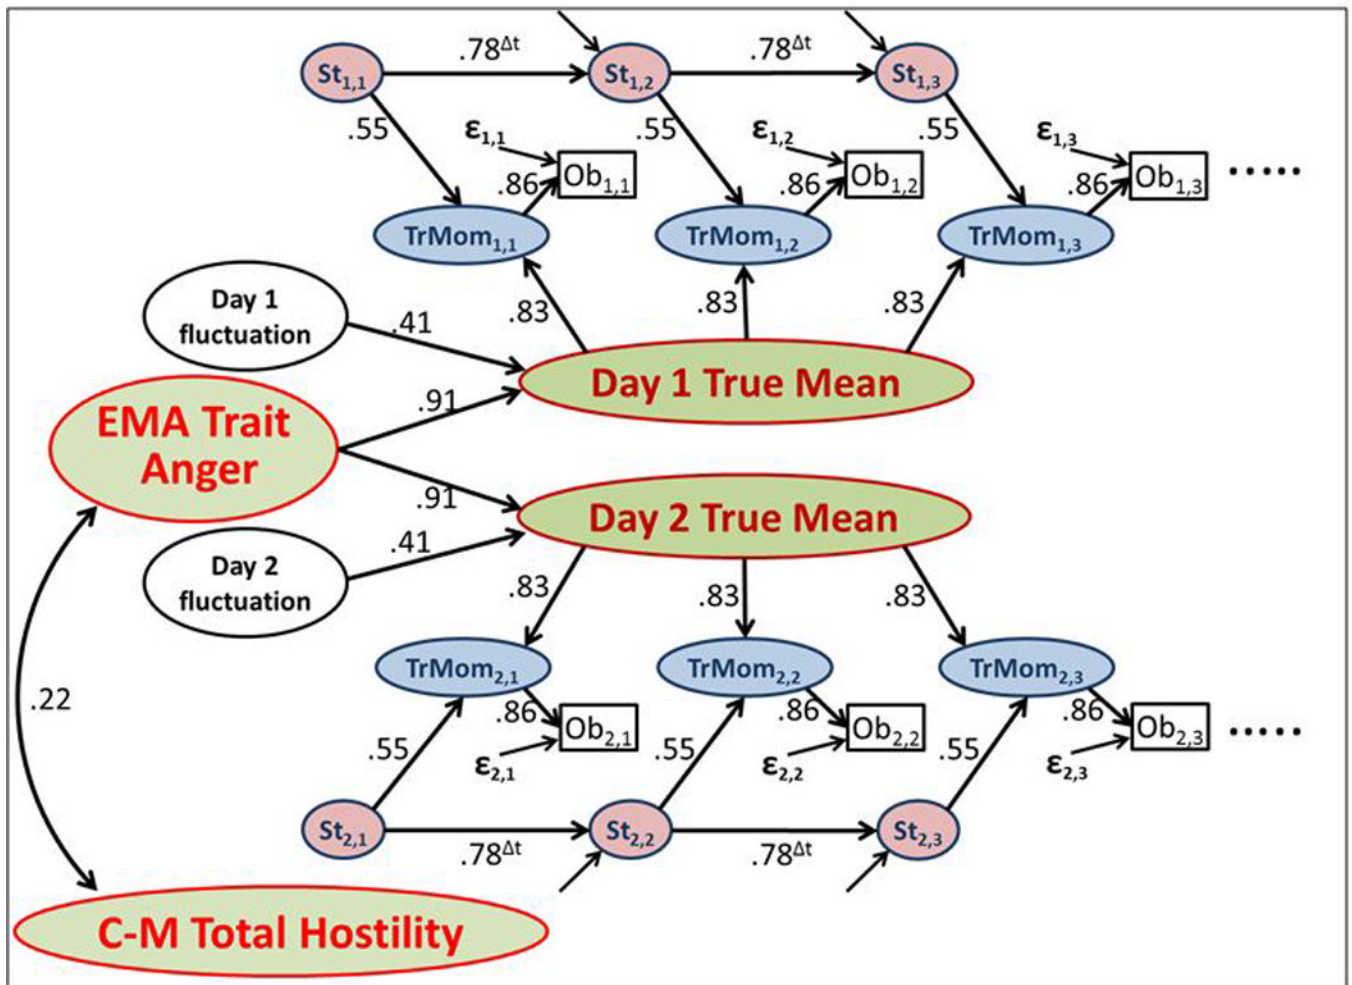 .78Δt
.78Δt
St1,1
St1,2
St1,3
.55
ε1,1
.55
ε1,2
.55
ε1,3
.86
Ob1,1
.86
Ob1,2
.86
Ob1,3
.....
TrMom1,1
TrMom1,2
TrMom1,3
Day 1
fluctuation
.41
.83
.83
.83
Day 1 True Mean
EMA Trait
Anger
.91
.91
Day 2 True Mean
Day 2
fluctuation
.41
.83
.83
.83
TrMom2,1
TrMom2,2
TrMom2,3
.22
.86
Ob2,1
.86
Ob2,2
.86
Ob2,3
.....
.55
ε2,1
.55
ε2,2
.55
ε2,3
St2,1
St2,2
St2,3
.78Δt
.78Δt
C-M Total Hostility